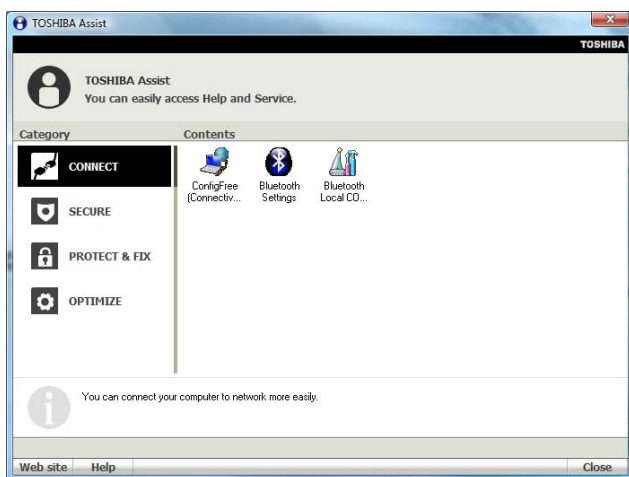 TOSHIBA Assist
TOSHIBA
TOSHIBA Assist
You can easily access Help and Service.
Category
Contents
CONNECT
SECURE
PROTECT & FIX
OPTIMIZE
ConfigFree
(Connectiv...
Bluetooth
Settings
Bluetooth
Local CO...
You can connect your computer to network more easily.
Web site
Help
Close